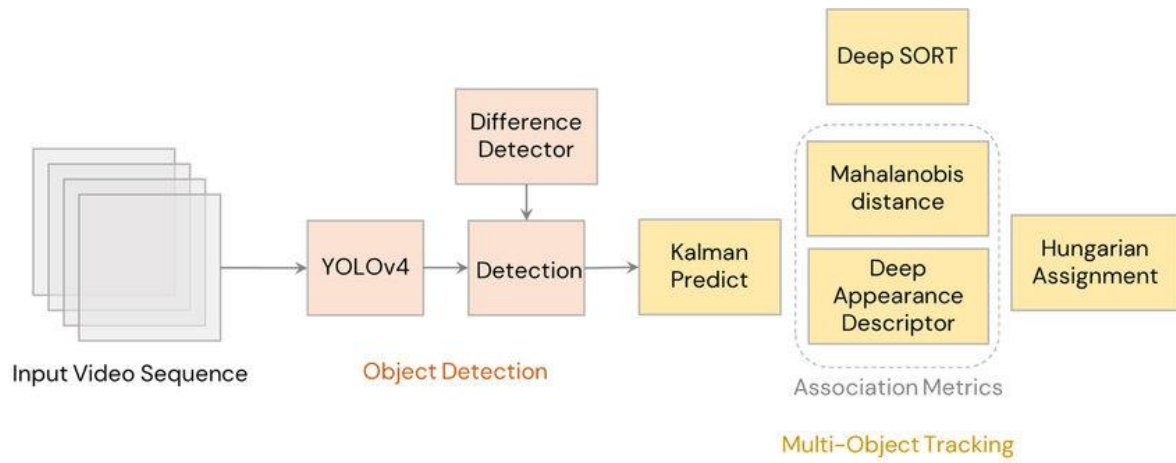 Deep SORT
Difference
Detector
Mahalanobis
distance
YOLOv4
Detection
Kalman
Predict
Deep
Appearance
Descriptor
Hungarian
Assignment
Input Video Sequence
Object Detection
Association Metrics
Multi-Object Tracking